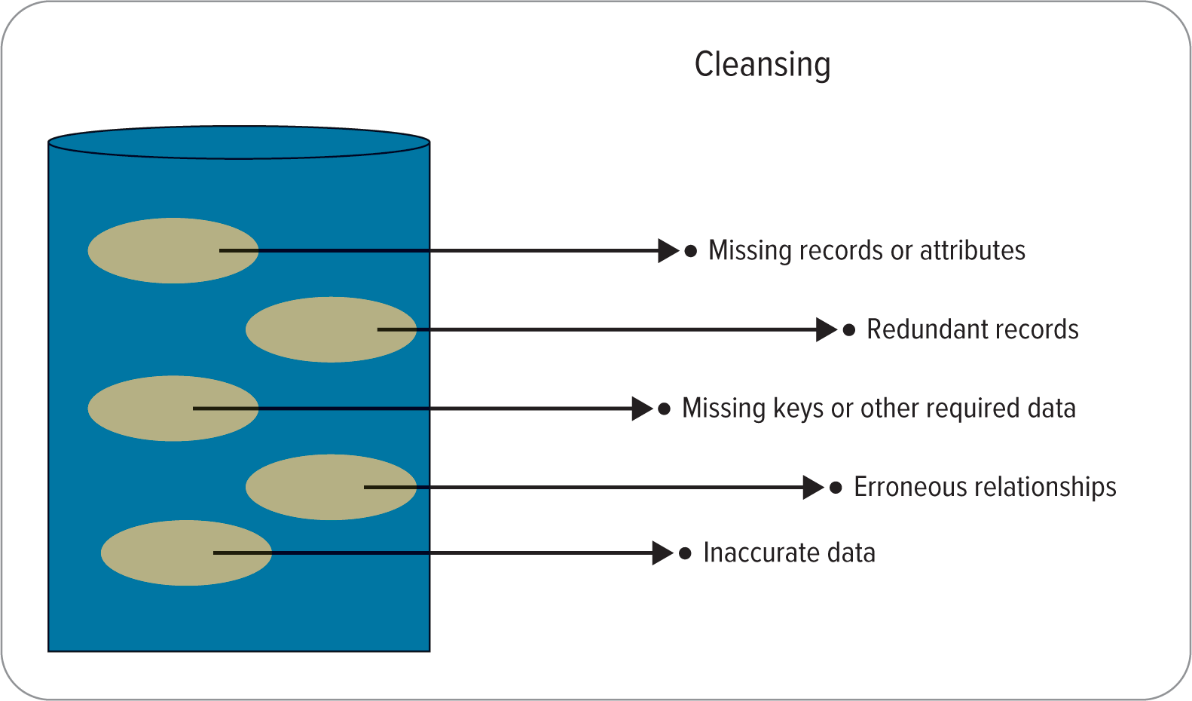 Cleansing
• Missing records or attributes
• Redundant records
• Missing keys or other required data
• Erroneous relationships
• Inaccurate data